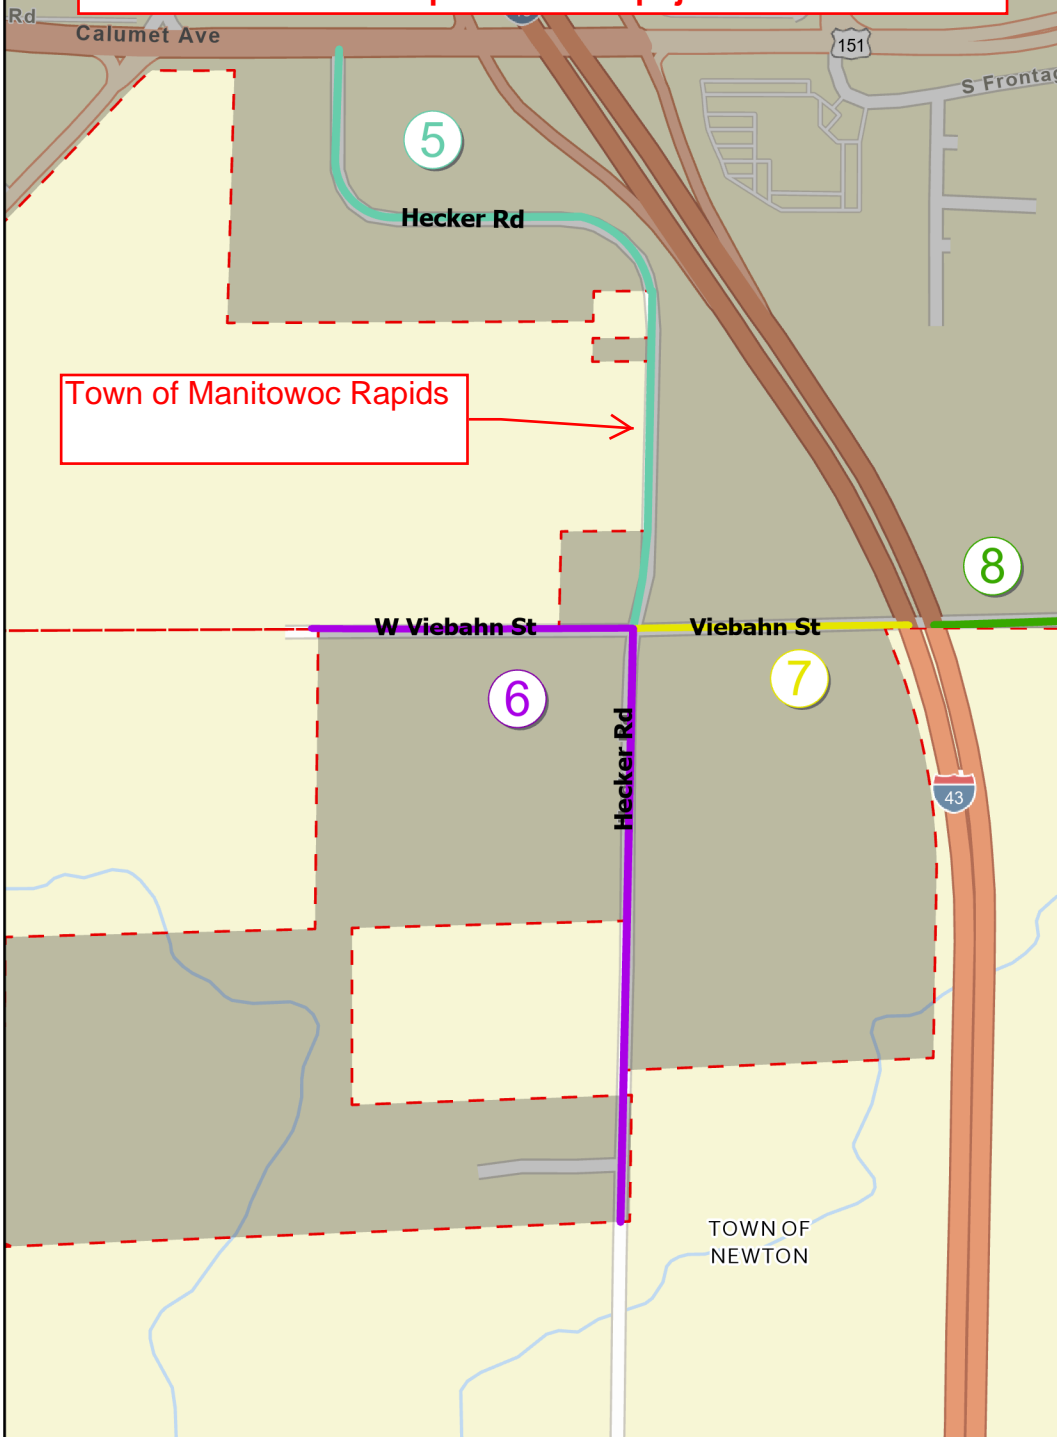 Rd
Calumet Ave
151
S Fronta
5
Hecker Rd
Town of Manitowoc Rapids
8
W Viebahn St
Viebahn St
7
6
Hecker Rd
43
TOWN OF
NEWTON